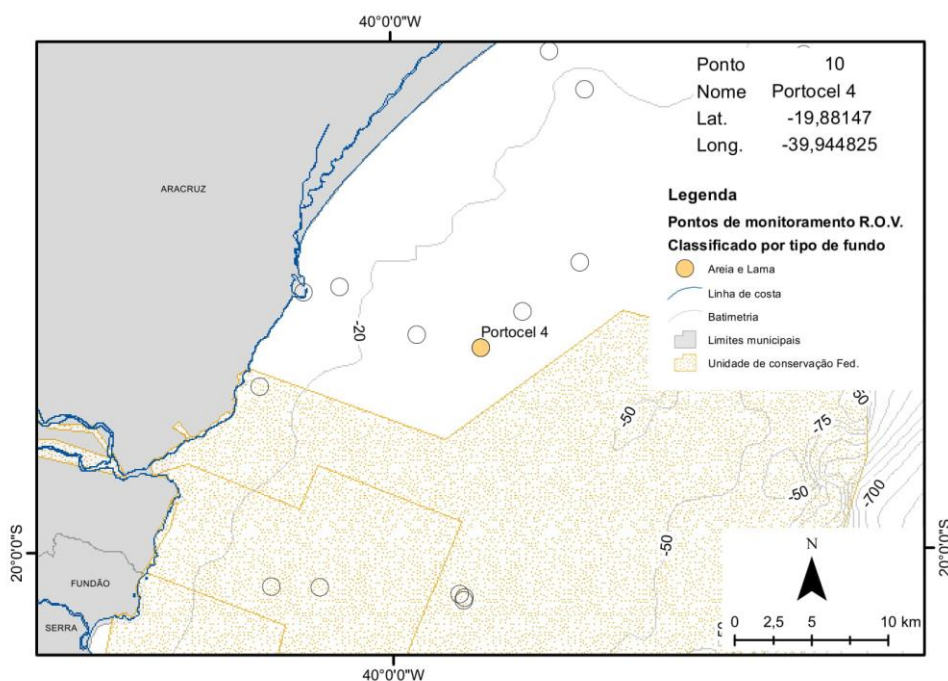 40°0'0"W
Ponto 10
Nome Portocel 4
Lat. -19,88147
Long. -39,944825
Legenda
Pontos de monitoramento R.O.V.
Classificado por tipo de fundo
Areia e Lama
Linha de costa
Batimetria
Limites municipais
Unidade de conservação Fed.
ARACRUZ
-20
Portocel 4
-50
-75
-50
-700
-50
20°0'0"S
20°0'0"S
FUNDÃO
SERRA
N
0 2,5 5 10 km
40°0'0"W